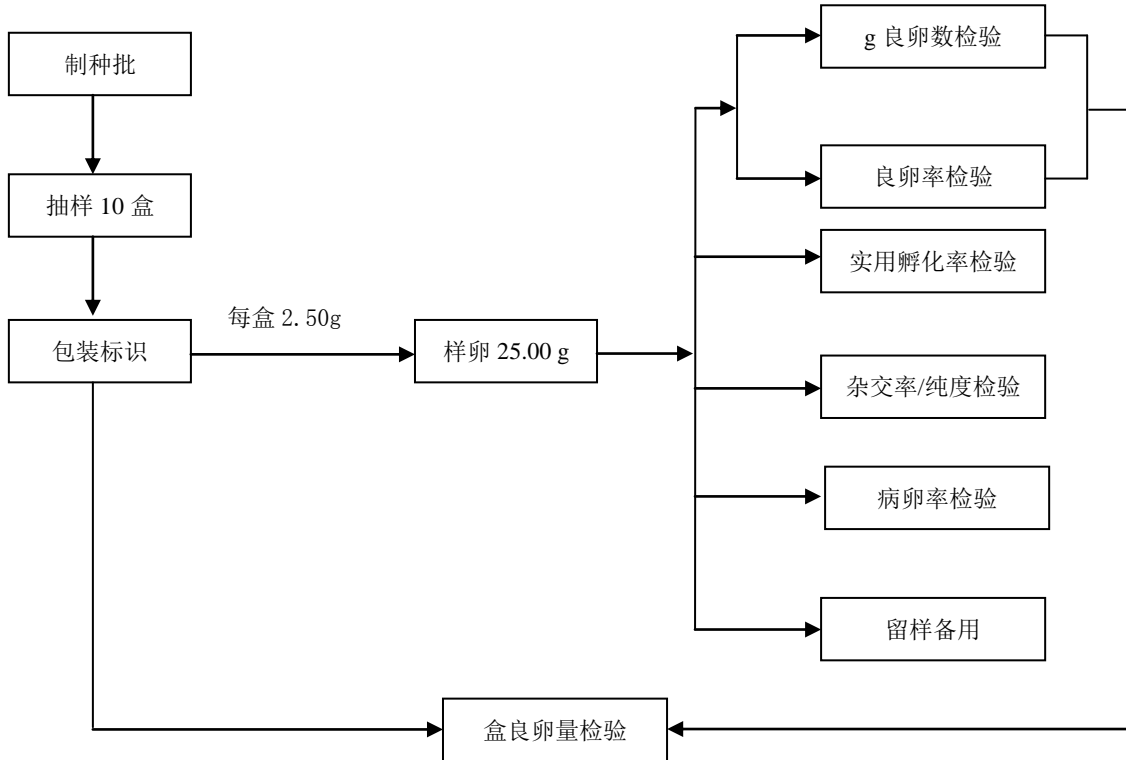 g 良卵数检验
制种批
良卵率检验
抽样 10 盒
实用孵化率检验
每盒 2.50g
包装标识
样卵 25.00 g
杂交率/纯度检验
病卵率检验
留样备用
盒良卵量检验